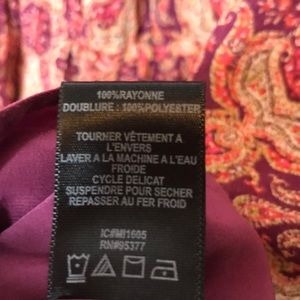 100%RAYONNE
DOUBLURE : 100%POLYESTER
TOURNER VÊTEMENT A
L'ENVERS
LAVER A LA MACHINE A L'EAU
FROIDE
CYCLE DELICAT
SUSPENDRE POUR SECHER
REPASSER AU FER FROID
IC#MI1605
RN#95377